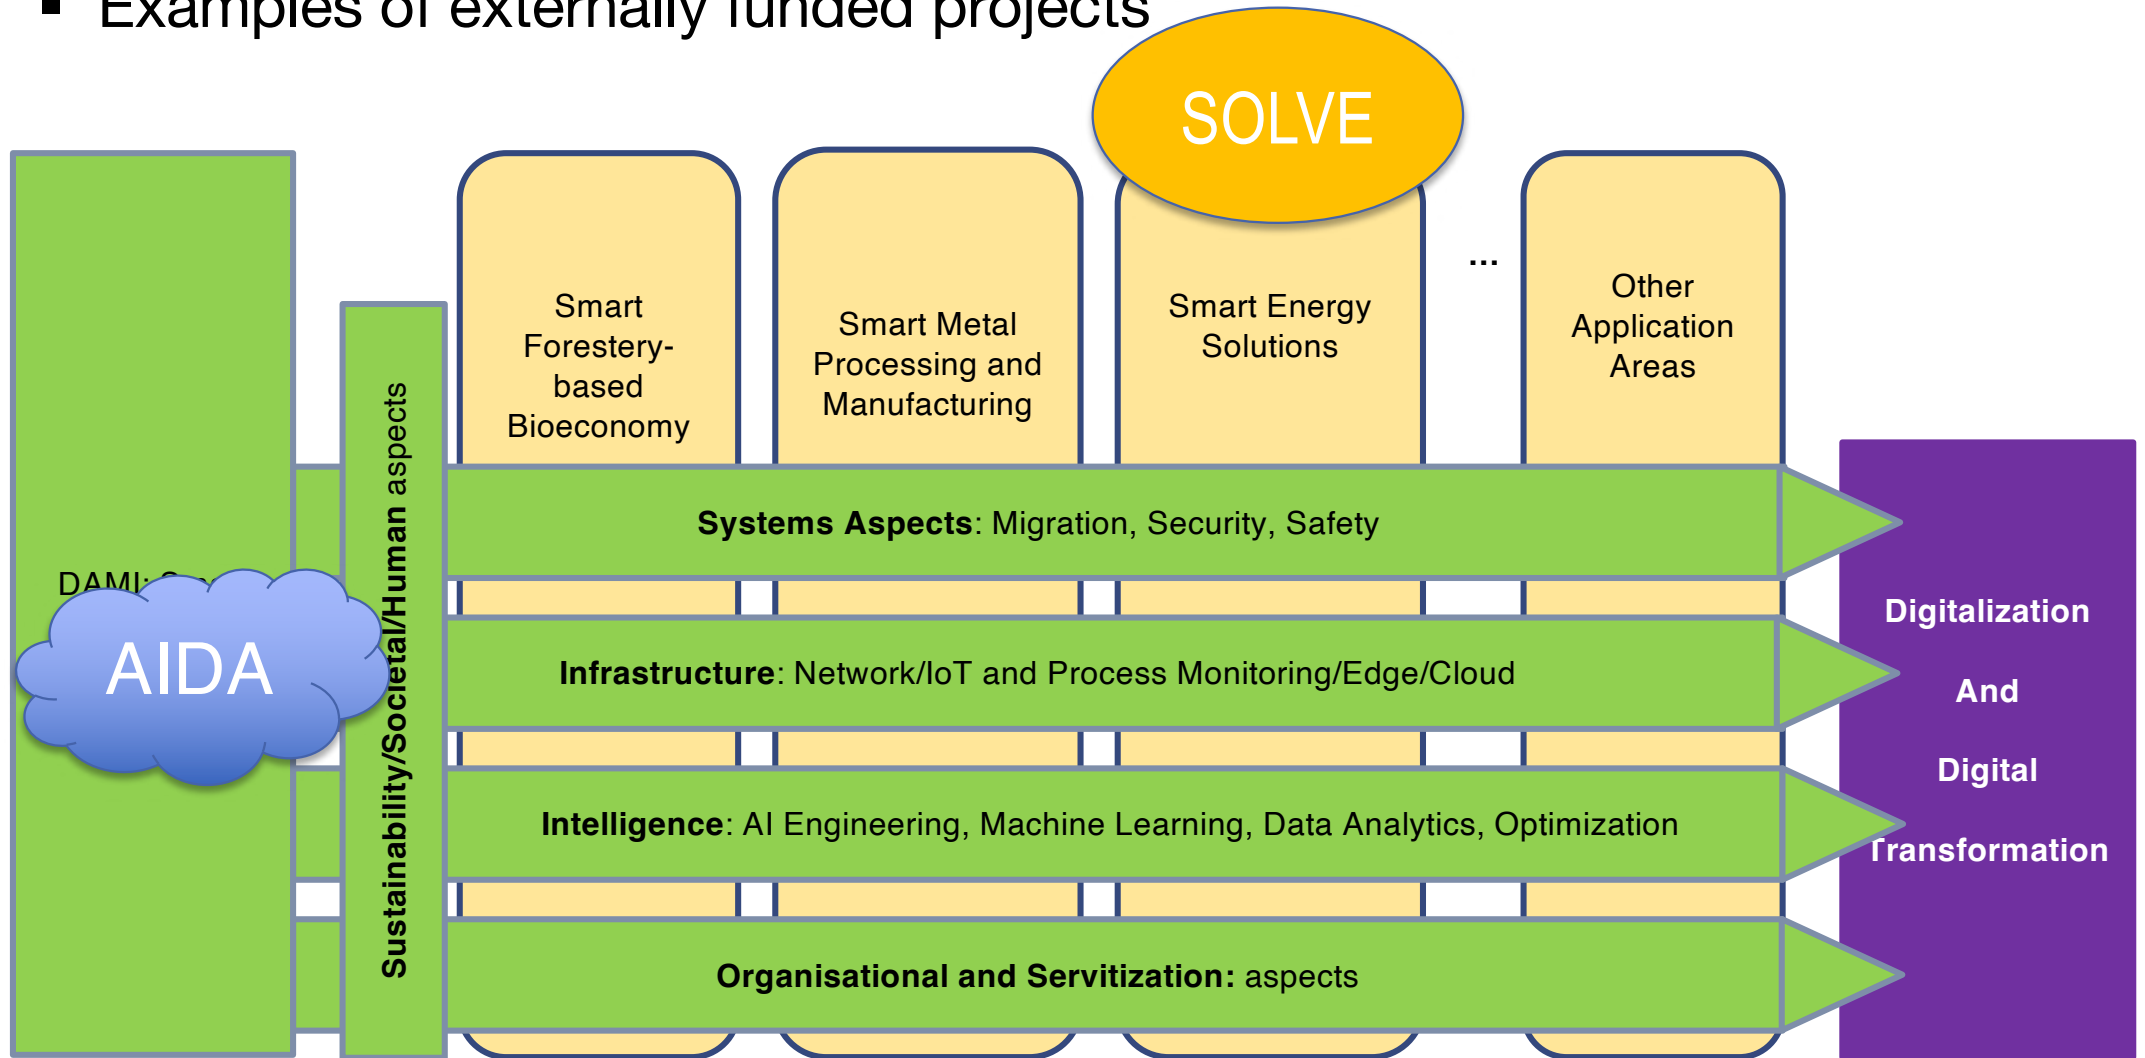 ▪ Examples of externally funded projects
SOLVE
Smart
Forestery-
based
Bioeconomy
Smart Metal
Processing and
Manufacturing
Smart Energy
Solutions
...
Other
Application
Areas
Sustainability/Societal/Human aspects
Systems Aspects: Migration, Security, Safety
DAMI:
AIDA
Infrastructure: Network/IoT and Process Monitoring/Edge/Cloud
Intelligence: AI Engineering, Machine Learning, Data Analytics, Optimization
Organisational and Servitization: aspects
Digitalization
And
Digital
Transformation